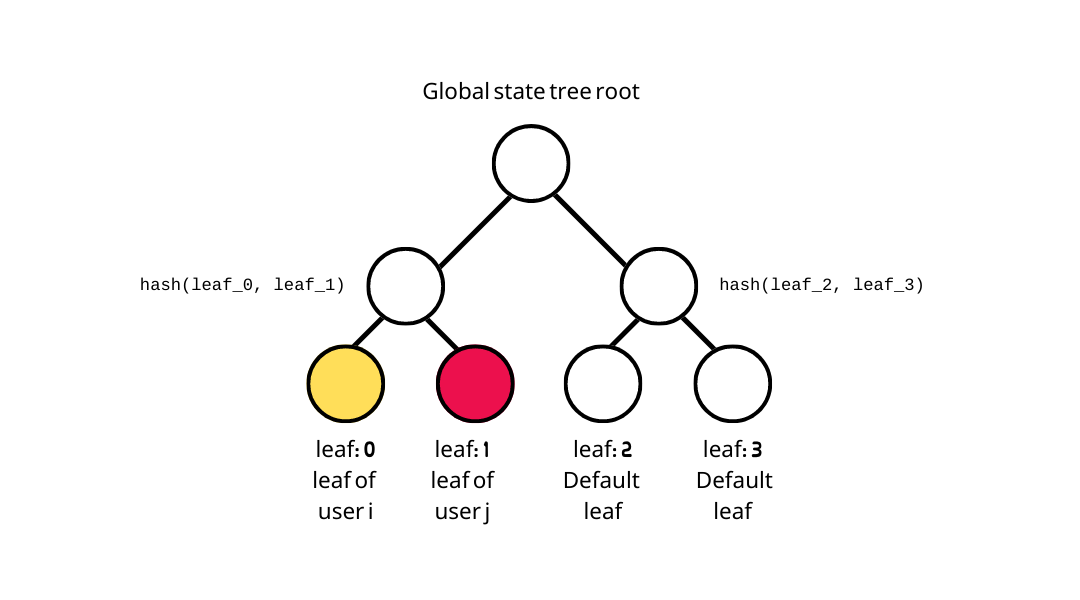 Global state tree root
hash(leaf_0, leaf_1)
hash(leaf_2, leaf_3)
leaf: 0
leaf of
user i
leaf: 1
leaf of
user j
leaf: 2
Default
leaf
leaf: 3
Default
leaf